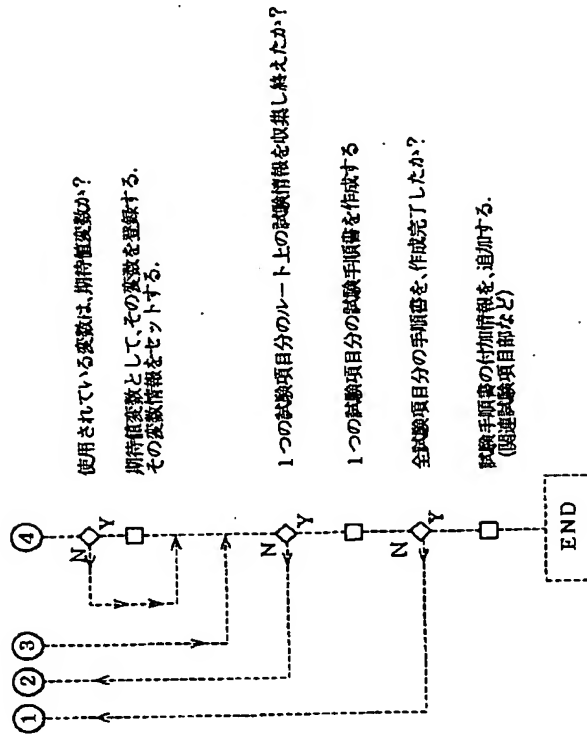 ①
②
③
④
N
Y
使用されている変数は、期待値変数か?
期待値変数として、その変数を登録する.
その変数情報をセットする.
N
Y
1つの試験項目分のルート上の試験情報を収集し終えたか?
1つの試験項目分の試験手順書を作成する
N
Y
全試験項目分の手順書を、作成完了したか?
試験手順書の付加情報を、追加する.
(関連試験項目部など)
END